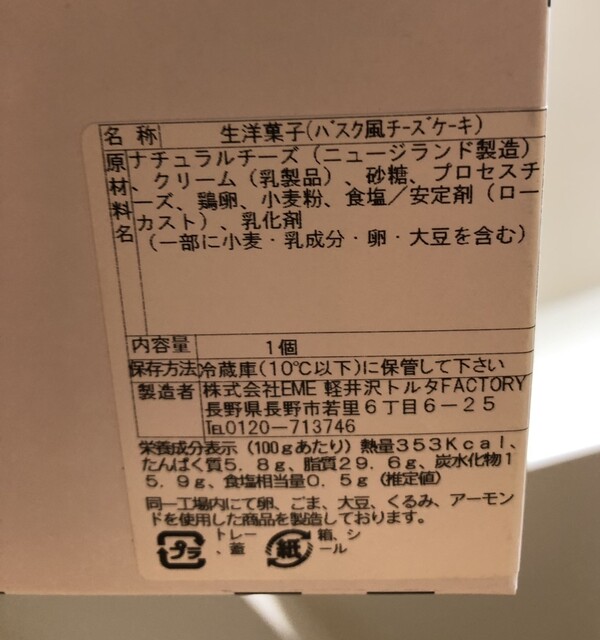 名称 生洋菓子(バスク風チーズケーキ)
原材料名 ナチュラルチーズ(ニュージランド製造)
、クリーム(乳製品)、砂糖、プロセスチ
ーズ、鶏卵、小麦粉、食塩/安定剤(ロー
カスト)、乳化剤
(一部に小麦・乳成分・卵・大豆を含む)
内容量 1個
保存方法 冷蔵庫(10℃以下)に保管して下さい
製造者 株式会社EME 軽井沢トルタFACTORY
長野県長野市若里6丁目6-25
℡0120-713746
栄養成分表示(100gあたり)熱量353Kcal、
たんぱく質5.8g、脂質29.6g、炭水化物1
5.9g、食塩相当量0.5g(推定値)
同一工場内にて卵、ごま、大豆、くるみ、アーモン
ドを使用した商品を製造しております。
プラ トレー、蓋 紙 箱、シール